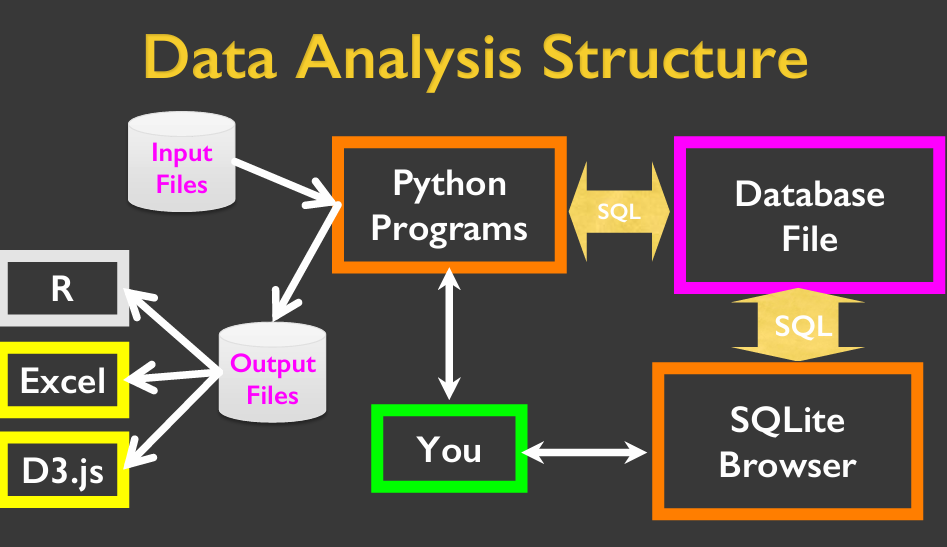 Data Analysis Structure
Input
Files
Python
Programs
SQL
Database
File
R
Excel
D3.js
Output
Files
SQL
You
SQLite
Browser